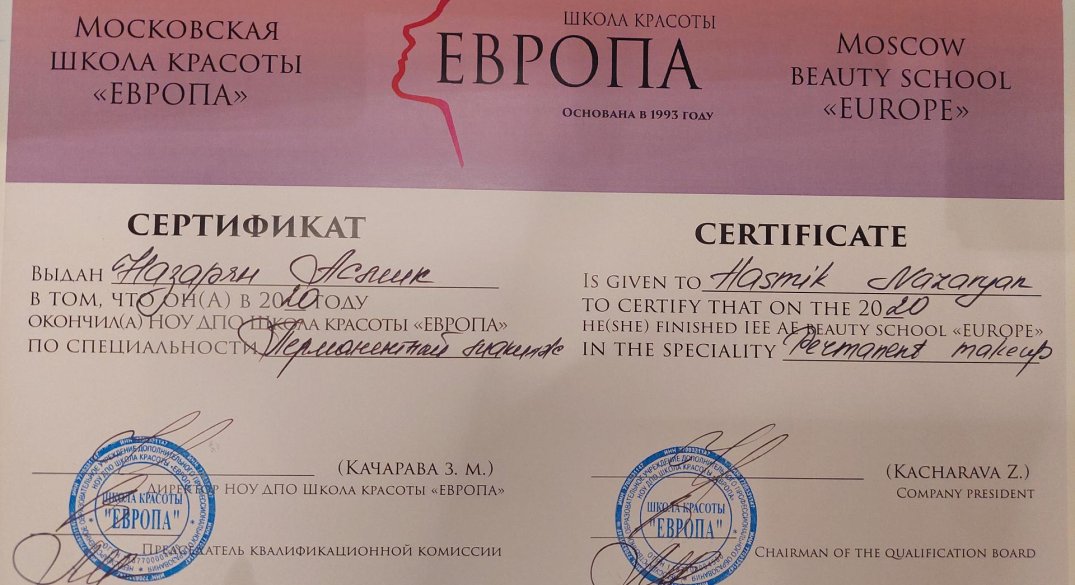 Московская
школа красоты
«ЕВРОПА»
ШКОЛА КРАСОТЫ
ЕВРОПА
Основана в 1993 году
Moscow
beauty school
«EUROPE»
СЕРТИФИКАТ
Выдан Назарян Асмик
в том, что он(а) в 2020 году
окончил(а) НОУ ДПО Школа красоты «ЕВРОПА»
по специальности Перманентный макияж
(Качарава З. М.)
Директор НОУ ДПО Школа красоты «ЕВРОПА»
Председатель квалификационной комиссии
ШКОЛА КРАСОТЫ
"ЕВРОПА"
CERTIFICATE
Is given to Hasmik Nazaryan
to certify that on the 2020
he(she) finished IEE AE beauty school «EUROPE»
in the speciality Permanent makeup
(Kacharava Z.)
Company president
Chairman of the qualification board
ШКОЛА КРАСОТЫ
"ЕВРОПА"